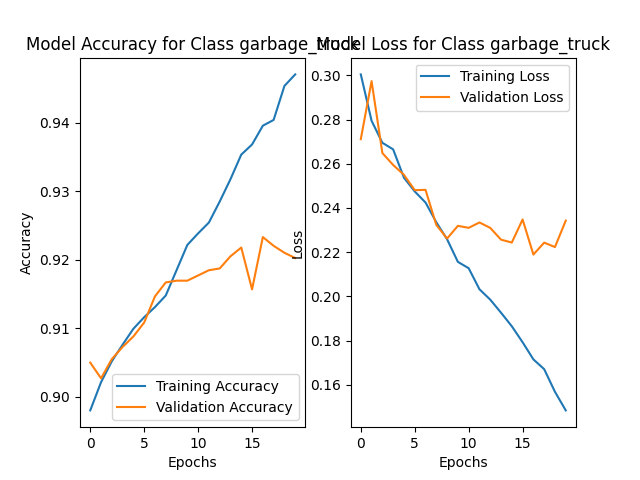 Model Accuracy for Class garbage_truck
Accuracy
0.94
0.93
0.92
0.91
0.90
Training Accuracy
Validation Accuracy
0
5
10
15
Epochs
Model Loss for Class garbage_truck
Loss
0.30
0.28
0.26
0.24
0.22
0.20
0.18
0.16
Training Loss
Validation Loss
0
5
10
15
Epochs